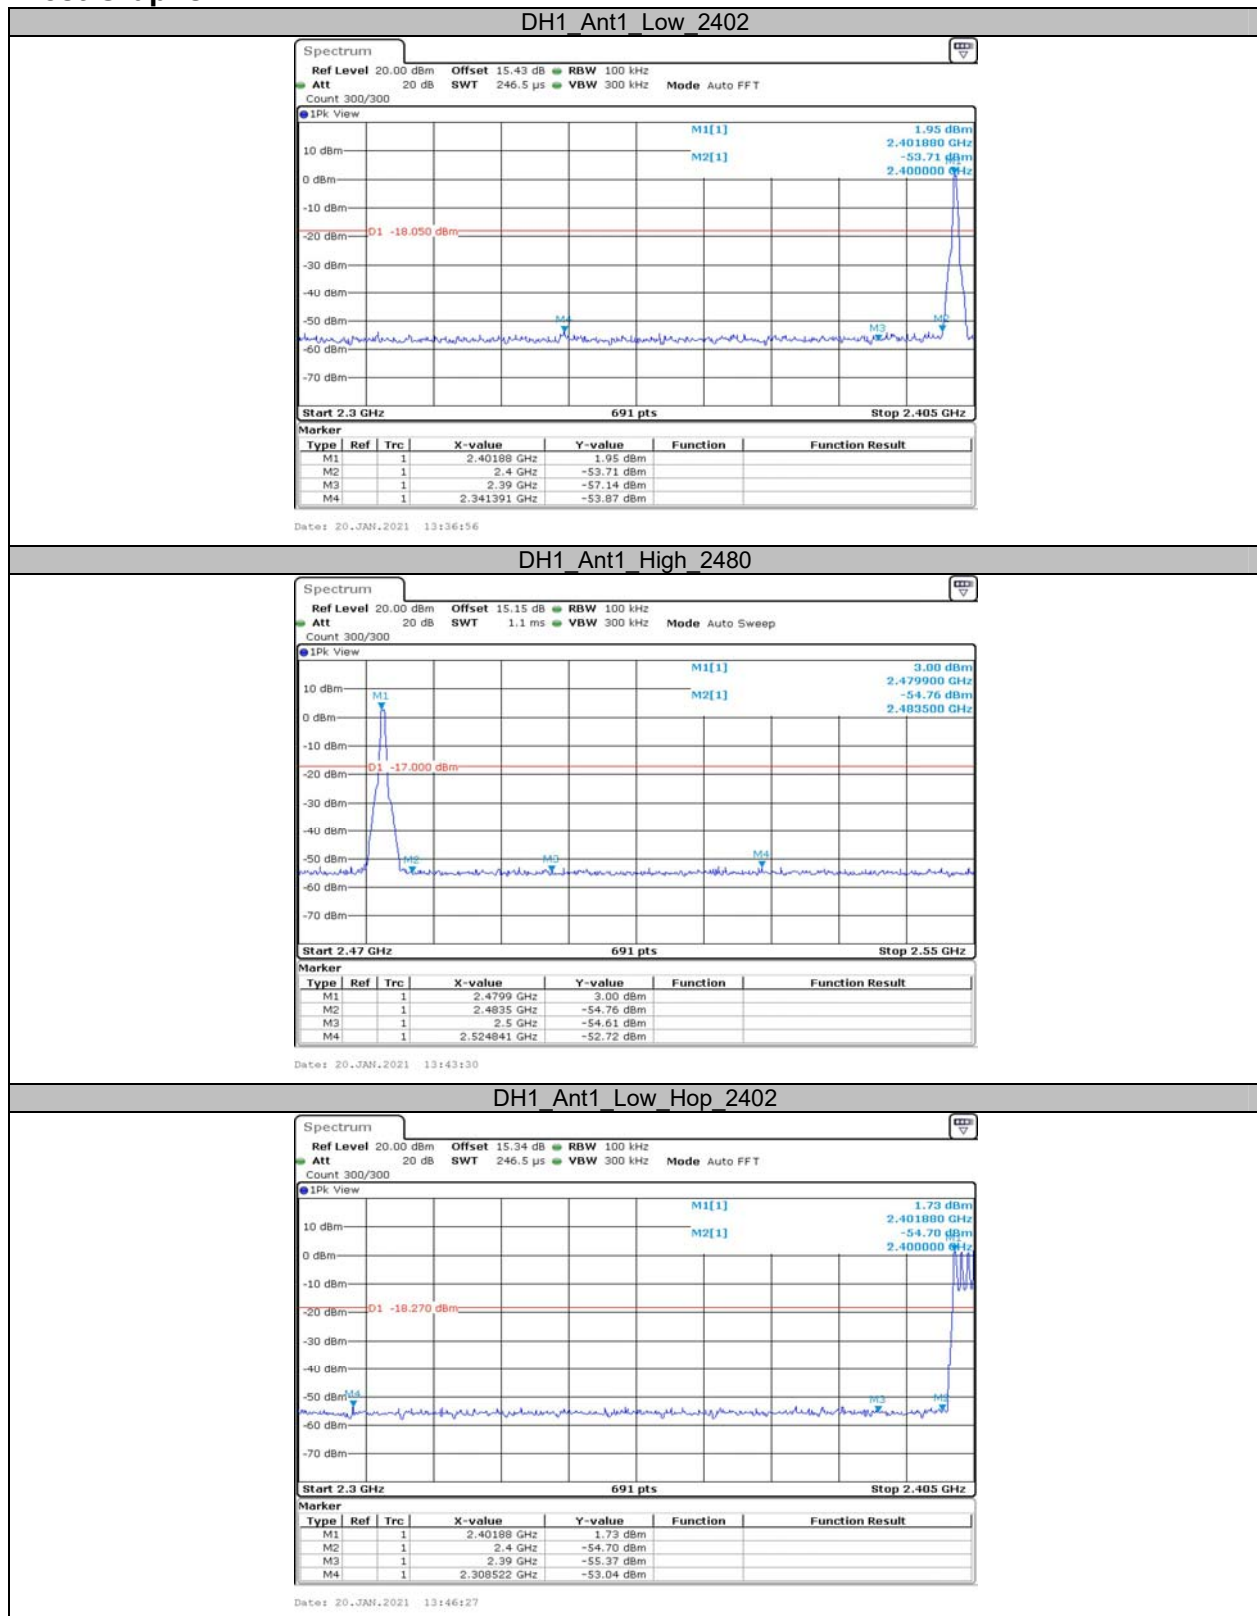 DH1_Ant1_Low_2402
Spectrum
Ref Level 20.00 dBm Offset 15.43 dB RBW 100 kHz
Att 20 dB SWT 246.5 µs VBW 300 kHz Mode Auto FFT
Count 300/300
1Pk View
M1[1] 1.95 dBm
2.401880 GHz
M2[1] -53.71 dBm
2.400000 GHz
M1
10 dBm
0 dBm
-10 dBm
-20 dBm
D1 -18.050 dBm
-30 dBm
-40 dBm
-50 dBm
M4
M3
M2
-60 dBm
-70 dBm
Start 2.3 GHz 691 pts Stop 2.405 GHz
Marker
Type Ref Trc X-value Y-value Function Function Result
M1 1 2.40188 GHz 1.95 dBm
M2 1 2.4 GHz -53.71 dBm
M3 1 2.39 GHz -57.14 dBm
M4 1 2.341391 GHz -53.87 dBm
Date: 20.JAN.2021 13:36:56
DH1_Ant1_High_2480
Spectrum
Ref Level 20.00 dBm Offset 15.15 dB RBW 100 kHz
Att 20 dB SWT 1.1 ms VBW 300 kHz Mode Auto Sweep
Count 300/300
1Pk View
M1[1] 3.00 dBm
2.479900 GHz
M2[1] -54.76 dBm
2.483500 GHz
10 dBm
M1
0 dBm
-10 dBm
-20 dBm
D1 -17.000 dBm
-30 dBm
-40 dBm
-50 dBm
M2
M3
M4
-60 dBm
-70 dBm
Start 2.47 GHz 691 pts Stop 2.55 GHz
Marker
Type Ref Trc X-value Y-value Function Function Result
M1 1 2.4799 GHz 3.00 dBm
M2 1 2.4835 GHz -54.76 dBm
M3 1 2.5 GHz -54.61 dBm
M4 1 2.524841 GHz -52.72 dBm
Date: 20.JAN.2021 13:43:30
DH1_Ant1_Low_Hop_2402
Spectrum
Ref Level 20.00 dBm Offset 15.34 dB RBW 100 kHz
Att 20 dB SWT 246.5 µs VBW 300 kHz Mode Auto FFT
Count 300/300
1Pk View
M1[1] 1.73 dBm
2.401880 GHz
M2[1] -54.70 dBm
2.400000 GHz
M1
10 dBm
0 dBm
-10 dBm
-20 dBm
D1 -18.270 dBm
-30 dBm
-40 dBm
-50 dBm
M4
M3
M2
-60 dBm
-70 dBm
Start 2.3 GHz 691 pts Stop 2.405 GHz
Marker
Type Ref Trc X-value Y-value Function Function Result
M1 1 2.40188 GHz 1.73 dBm
M2 1 2.4 GHz -54.70 dBm
M3 1 2.39 GHz -55.37 dBm
M4 1 2.308522 GHz -53.04 dBm
Date: 20.JAN.2021 13:46:27